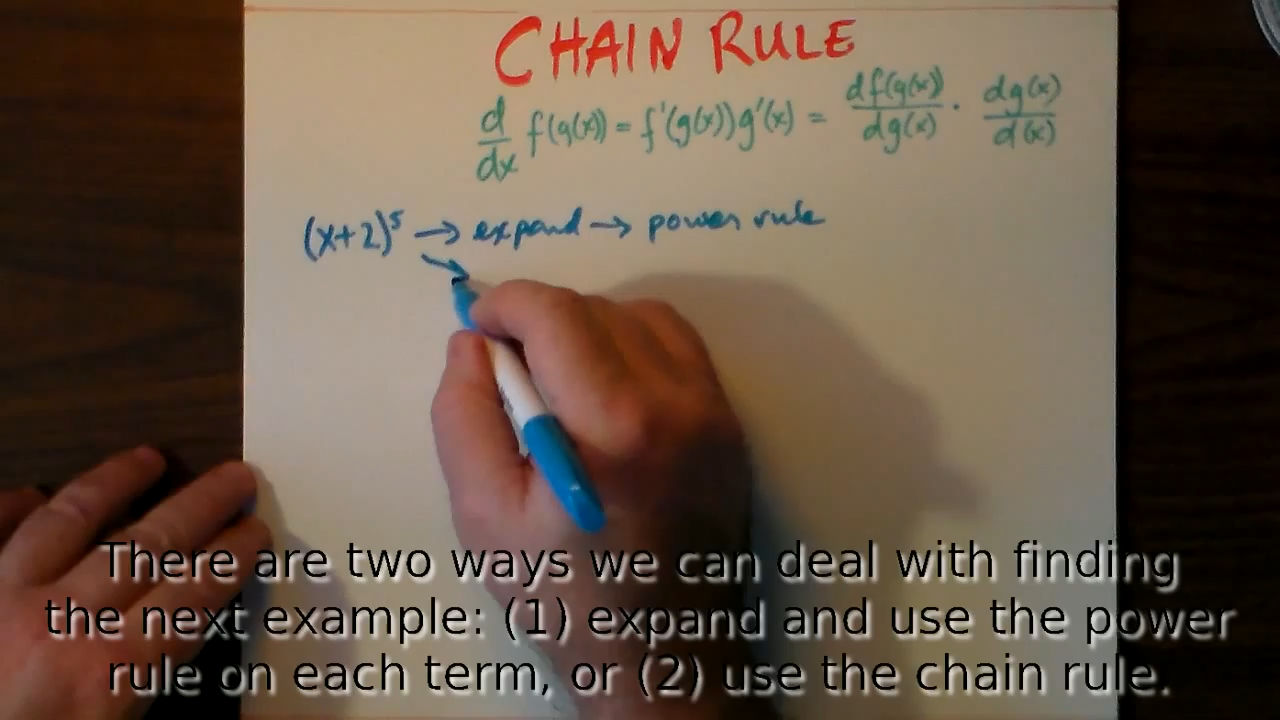 CHAIN RULE
d/dx f(g(x)) = f'(g(x))g'(x) = df(g(x))/dg(x) · dg(x)/d(x)
(x+2)⁵ → expand → power rule
There are two ways we can deal with finding
the next example: (1) expand and use the power
rule on each term, or (2) use the chain rule.